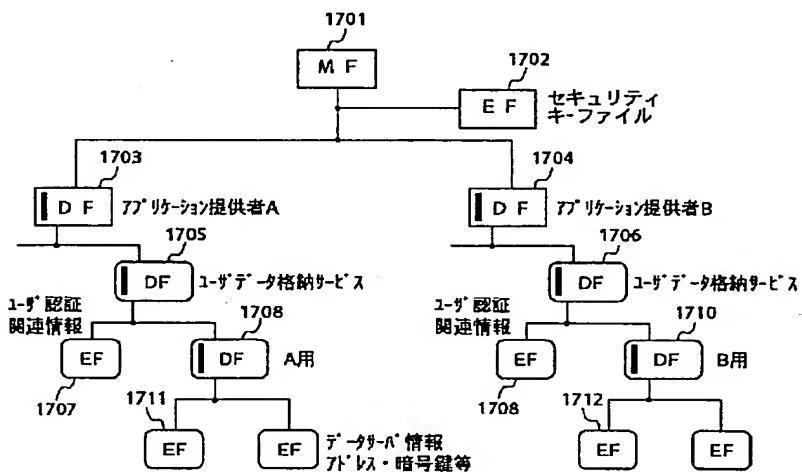 1701
M F
1702
E F
セキュリティ
キーファイル
1703
D F
アプリケーション提供者A
1704
D F
アプリケーション提供者B
1705
DF
ユーザデータ格納サービス
1706
DF
ユーザデータ格納サービス
ユーザ認証
関連情報
EF
1707
1708
DF
A用
ユーザ認証
関連情報
EF
1708
1710
DF
B用
1711
EF
EF
データサーバ情報
アドレス・暗号鍵等
1712
EF
EF